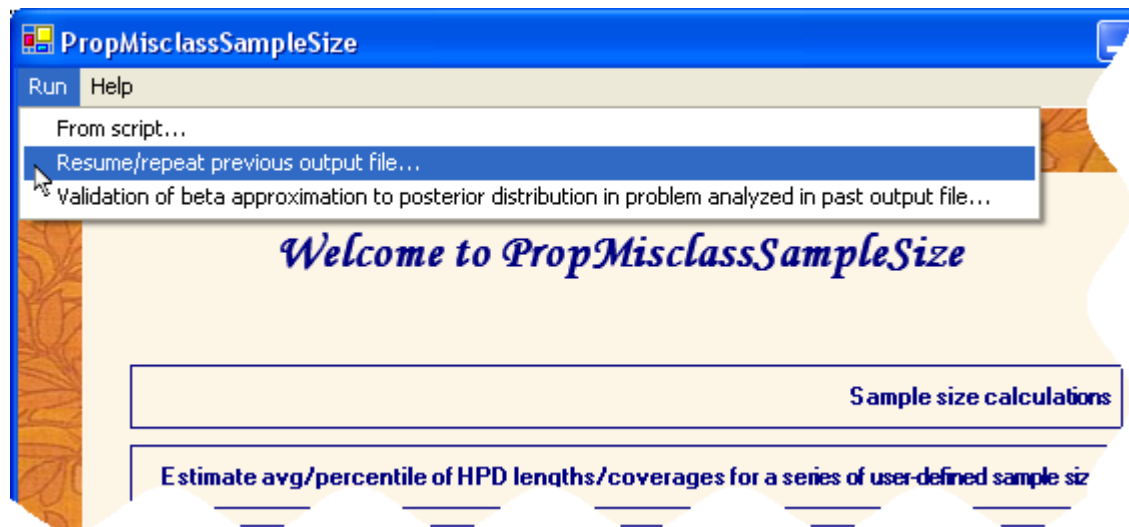 PropMisclassSampleSize
Run Help
From script...
Resume/repeat previous output file...
Validation of beta approximation to posterior distribution in problem analyzed in past output file...
Welcome to PropMisclassSampleSize
Sample size calculations
Estimate avg/percentile of HPD lengths/coverages for a series of user-defined sample siz